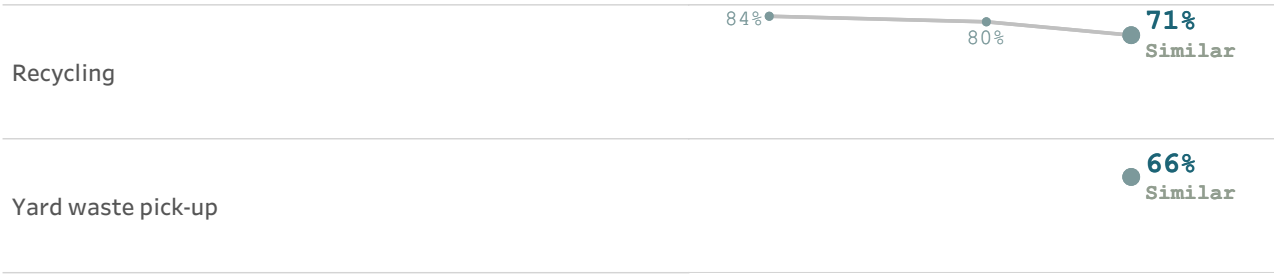 84%
71%
80%
Similar
Recycling
66%
Similar
Yard waste pick-up